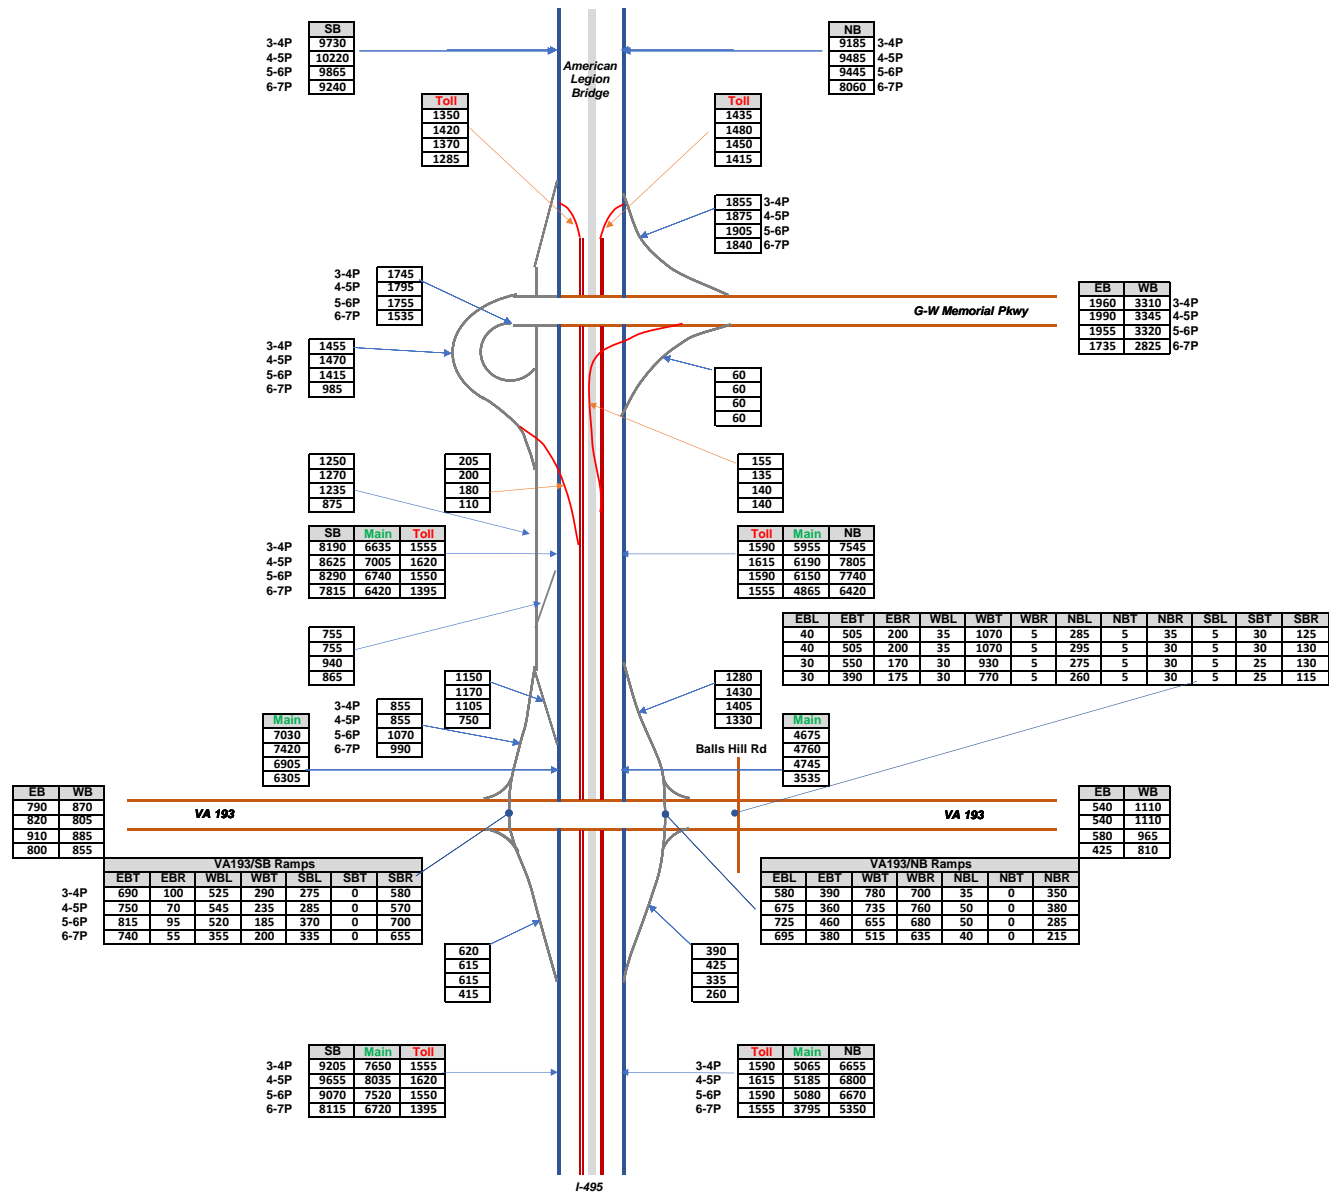 SB
3-4P 9730
4-5P 10220
5-6P 9865
6-7P 9240
NB
9185 3-4P
9485 4-5P
9445 5-6P
8060 6-7P
American
Legion
Bridge
Toll
1350
1420
1370
1285
Toll
1435
1480
1450
1415
1855 3-4P
1875 4-5P
1905 5-6P
1840 6-7P
3-4P 1745
4-5P 1795
5-6P 1755
6-7P 1535
G-W Memorial Pkwy
EB WB
1960 3310 3-4P
1990 3345 4-5P
1955 3320 5-6P
1735 2825 6-7P
3-4P 1455
4-5P 1470
5-6P 1415
6-7P 985
60
60
60
60
1250
1270
1235
875
205
200
180
110
155
135
140
140
SB Main Toll
3-4P 8190 6635 1555
4-5P 8625 7005 1620
5-6P 8290 6740 1550
6-7P 7815 6420 1395
Toll Main NB
1590 5955 7545
1615 6190 7805
1590 6150 7740
1555 4865 6420
EBL EBT EBR WBL WBT WBR NBL NBT NBR SBL SBT SBR
40 505 200 35 1070 5 285 5 35 5 30 125
40 505 200 35 1070 5 295 5 30 5 30 130
30 550 170 30 930 5 275 5 30 5 25 130
30 390 175 30 770 5 260 5 30 5 25 115
755
755
940
865
1150
1170
1105
750
1280
1430
1405
1330
3-4P 855
4-5P 855
5-6P 1070
6-7P 990
Main
7030
7420
6905
6305
Main
4675
4760
4745
3535
Balls Hill Rd
EB WB
790 870
820 805
910 885
800 855
VA 193
VA 193
EB WB
540 1110
540 1110
580 965
425 810
VA193/SB Ramps
EBT EBR WBL WBT SBL SBT SBR
3-4P 690 100 525 290 275 0 580
4-5P 750 70 545 235 285 0 570
5-6P 815 95 520 185 370 0 700
6-7P 740 55 355 200 335 0 655
VA193/NB Ramps
EBL EBT WBT WBR NBL NBT NBR
580 390 780 700 35 0 350
675 360 735 760 50 0 380
725 460 655 680 50 0 285
695 380 515 635 40 0 215
620
615
615
415
390
425
335
260
SB Main Toll
3-4P 9205 7650 1555
4-5P 9655 8035 1620
5-6P 9070 7520 1550
6-7P 8115 6720 1395
Toll Main NB
3-4P 1590 5065 6655
4-5P 1615 5185 6800
5-6P 1590 5080 6670
6-7P 1555 3795 5350
I-495